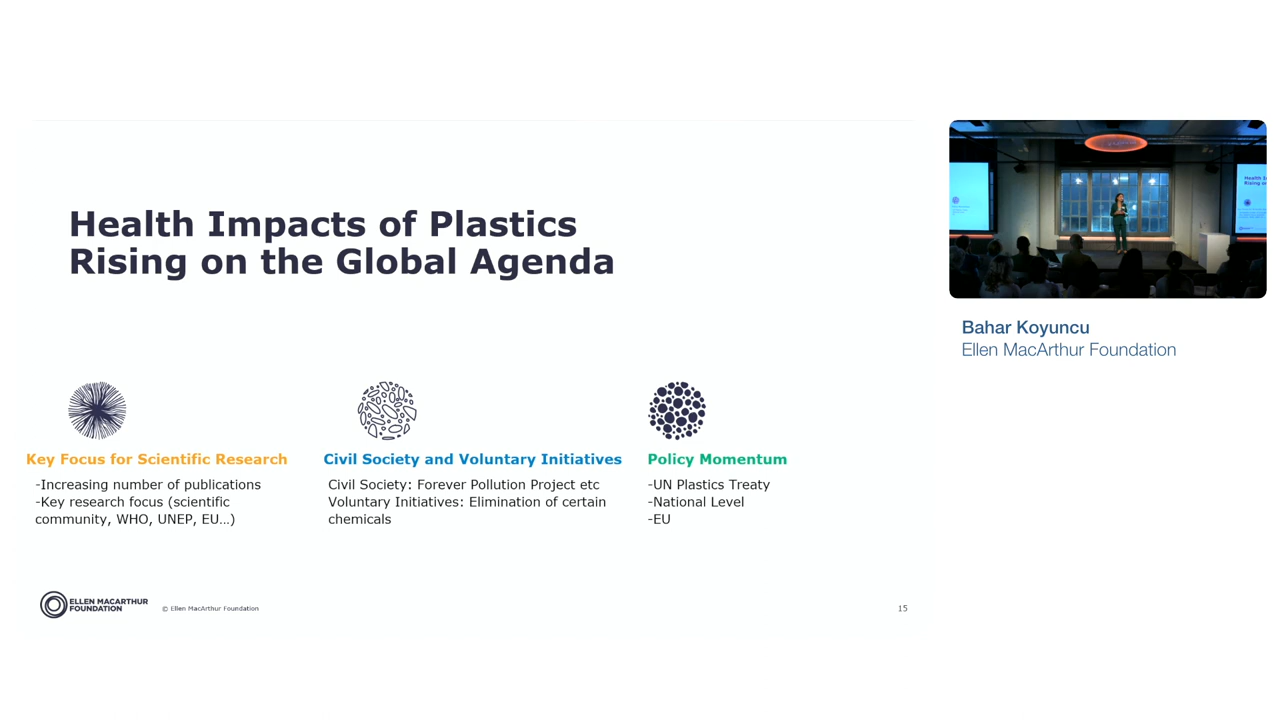 Health Impacts of Plastics
Rising on the Global Agenda
Key Focus for Scientific Research
-Increasing number of publications
-Key research focus (scientific
community, WHO, UNEP, EU…)
Civil Society and Voluntary Initiatives
Civil Society: Forever Pollution Project etc
Voluntary Initiatives: Elimination of certain
chemicals
Policy Momentum
-UN Plastics Treaty
-National Level
-EU
ELLEN MACARTHUR
FOUNDATION
© Ellen MacArthur Foundation
15
Bahar Koyuncu
Ellen MacArthur Foundation